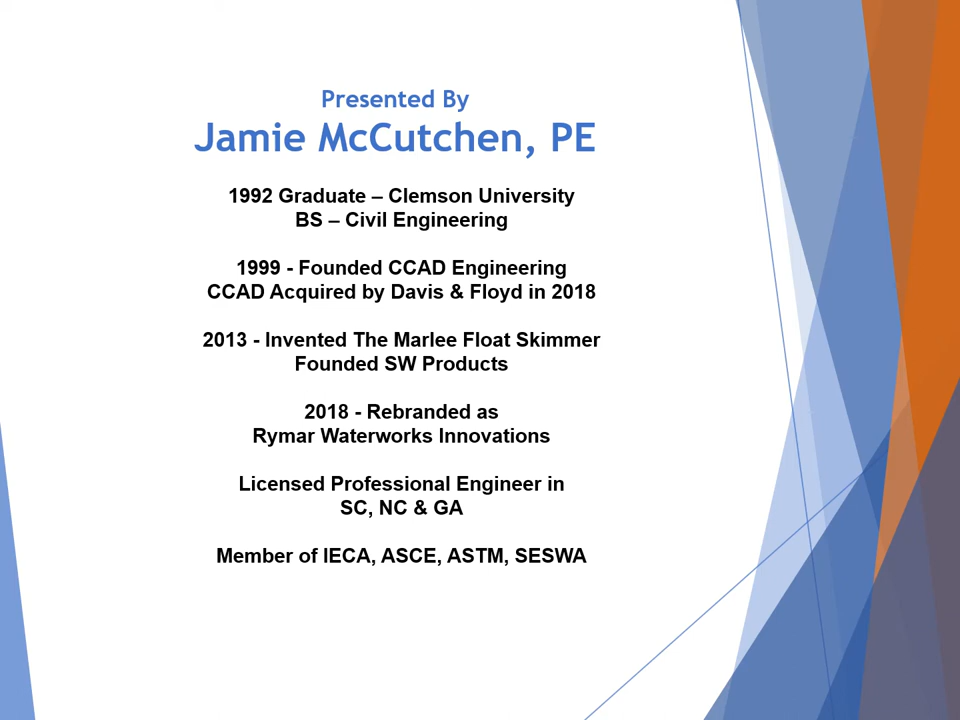 Presented By
Jamie McCutchen, PE
1992 Graduate – Clemson University
BS – Civil Engineering
1999 - Founded CCAD Engineering
CCAD Acquired by Davis & Floyd in 2018
2013 - Invented The Marlee Float Skimmer
Founded SW Products
2018 - Rebranded as
Rymar Waterworks Innovations
Licensed Professional Engineer in
SC, NC & GA
Member of IECA, ASCE, ASTM, SESWA